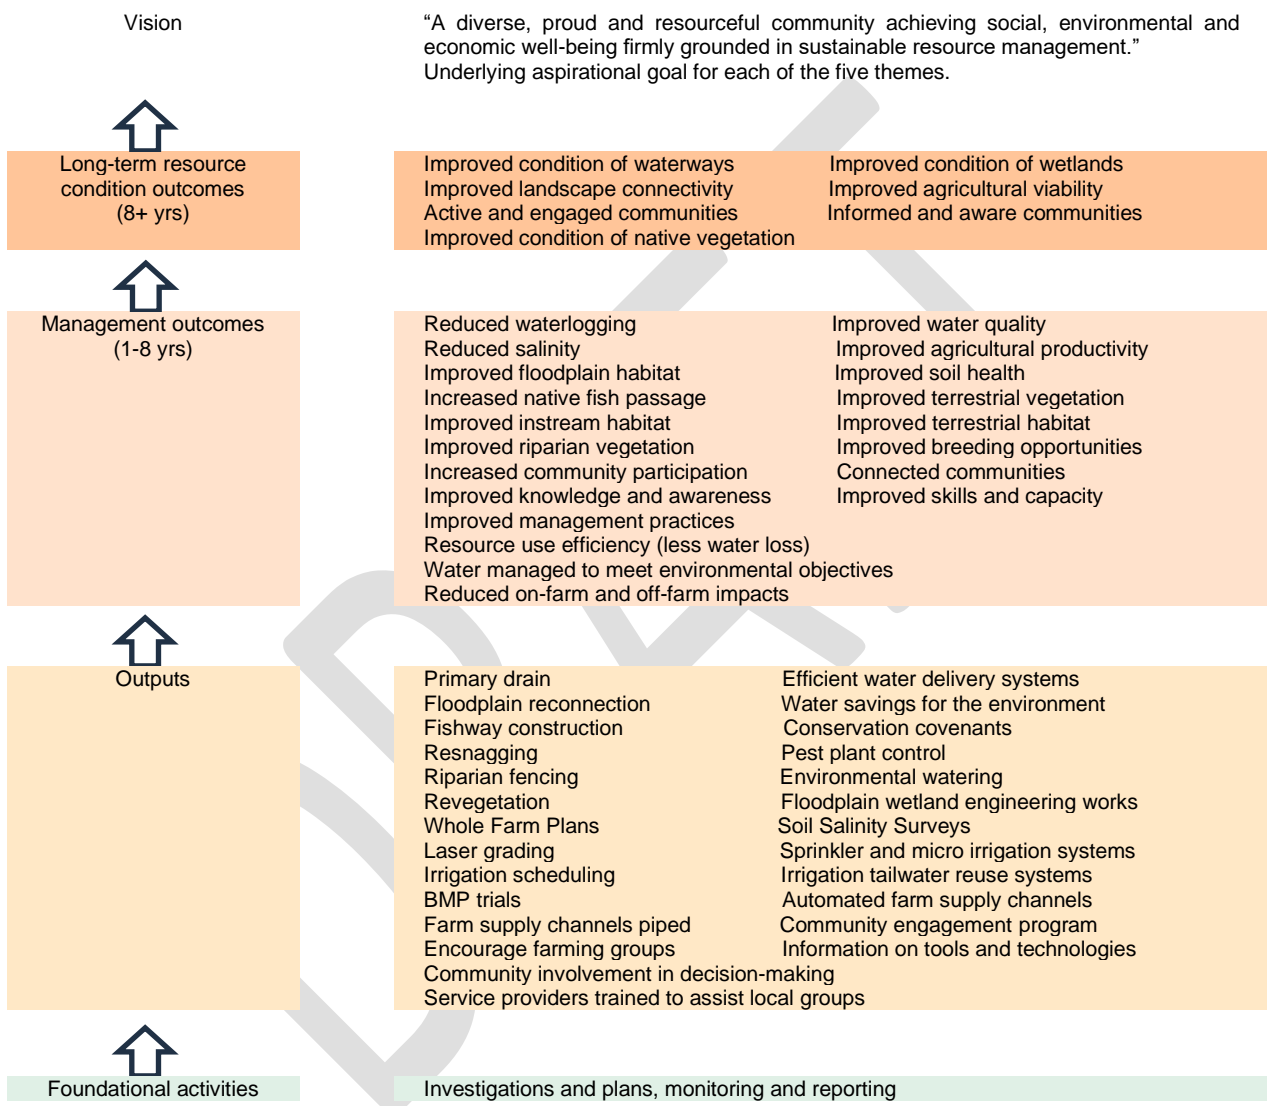 Vision
“A diverse, proud and resourceful community achieving social, environmental and
economic well-being firmly grounded in sustainable resource management.”
Underlying aspirational goal for each of the five themes.
Long-term resource
condition outcomes
(8+ yrs)
Improved condition of waterways Improved condition of wetlands
Improved landscape connectivity Improved agricultural viability
Active and engaged communities Informed and aware communities
Improved condition of native vegetation
Management outcomes
(1-8 yrs)
Reduced waterlogging Improved water quality
Reduced salinity Improved agricultural productivity
Improved floodplain habitat Improved soil health
Increased native fish passage Improved terrestrial vegetation
Improved instream habitat Improved terrestrial habitat
Improved riparian vegetation Improved breeding opportunities
Increased community participation Connected communities
Improved knowledge and awareness Improved skills and capacity
Improved management practices
Resource use efficiency (less water loss)
Water managed to meet environmental objectives
Reduced on-farm and off-farm impacts
Outputs
Primary drain Efficient water delivery systems
Floodplain reconnection Water savings for the environment
Fishway construction Conservation covenants
Resnagging Pest plant control
Riparian fencing Environmental watering
Revegetation Floodplain wetland engineering works
Whole Farm Plans Soil Salinity Surveys
Laser grading Sprinkler and micro irrigation systems
Irrigation scheduling Irrigation tailwater reuse systems
BMP trials Automated farm supply channels
Farm supply channels piped Community engagement program
Encourage farming groups Information on tools and technologies
Community involvement in decision-making
Service providers trained to assist local groups
Foundational activities
Investigations and plans, monitoring and reporting
DRAFT